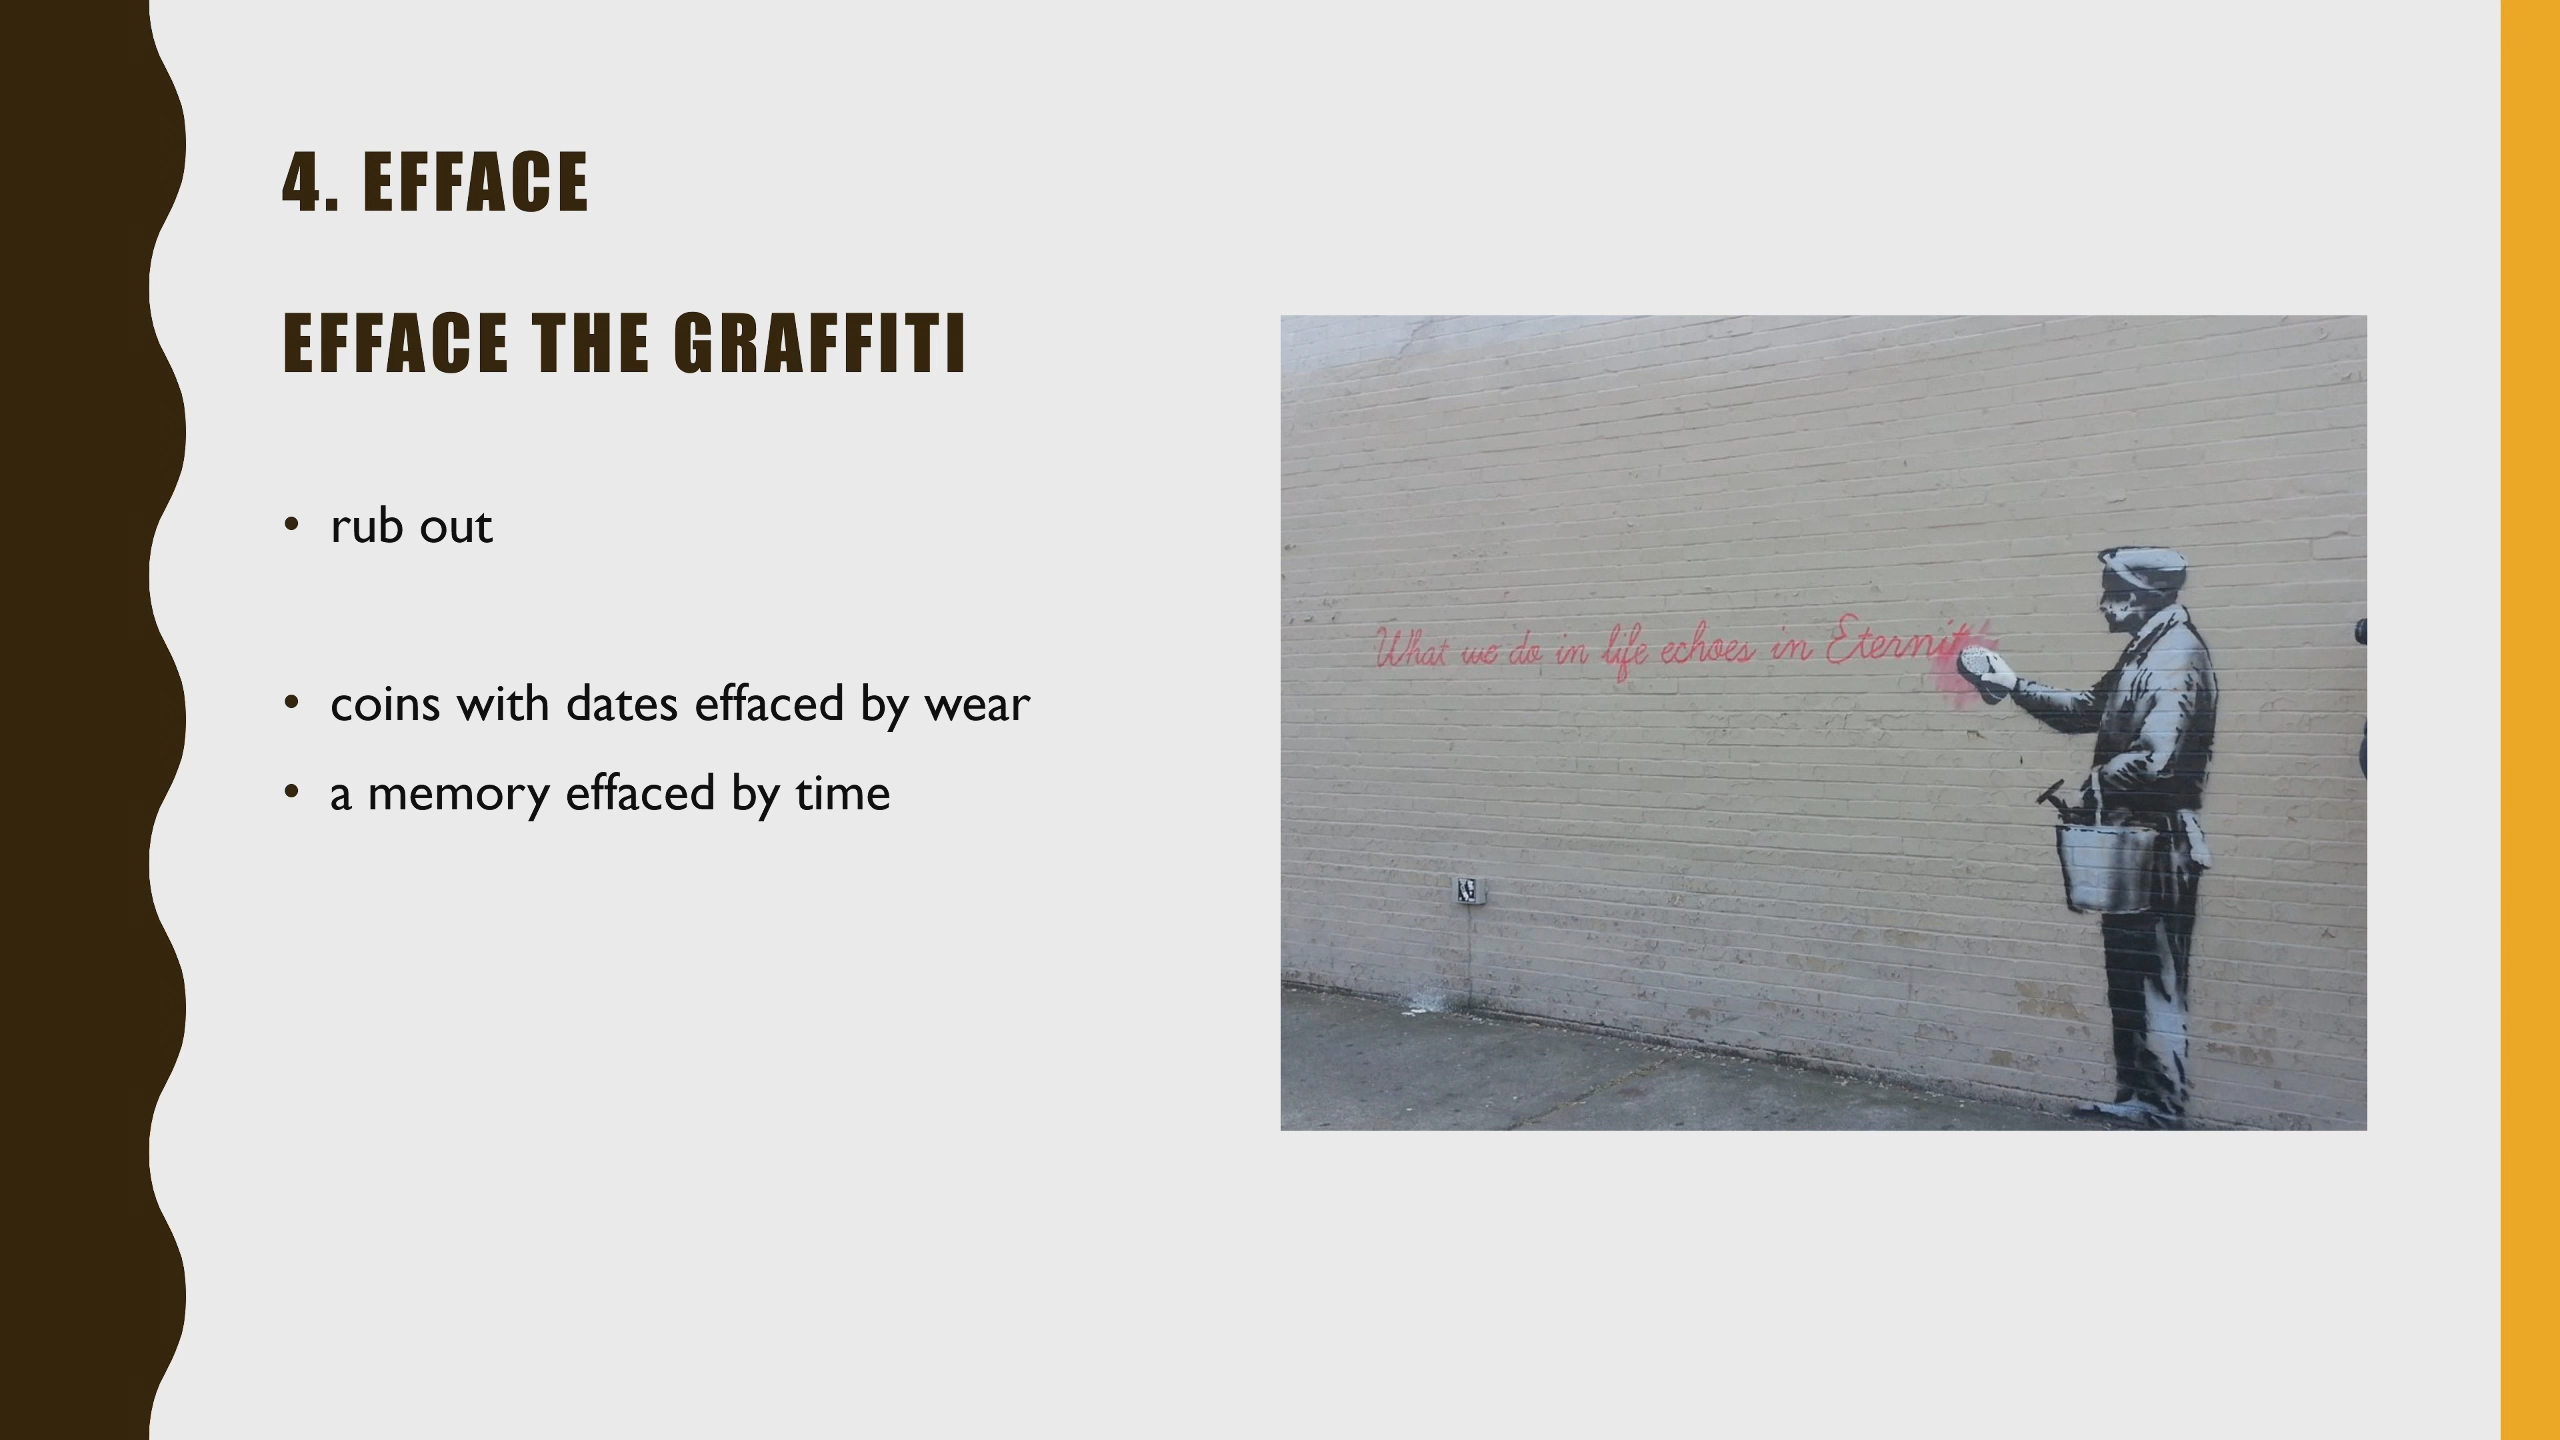 4. EFFACE
EFFACE THE GRAFFITI
• rub out
• coins with dates effaced by wear
• a memory effaced by time
What we do in life echoes in Eternit